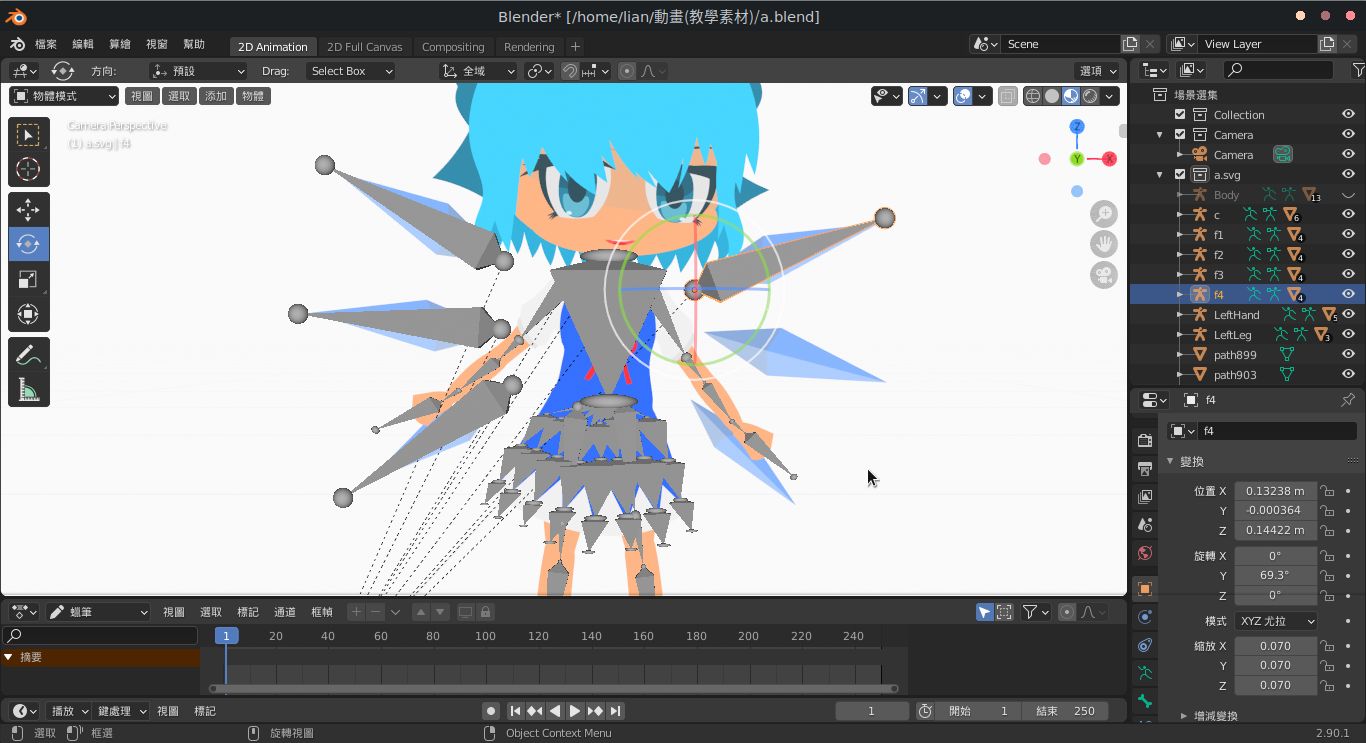 Blender* [/home/lian/動畫(教學素材)/a.blend]
檔案 編輯 算繪 視窗 幫助 2D Animation 2D Full Canvas Compositing Rendering + Scene View Layer
方向: 預設 Drag: Select Box 全域 選項
物體模式 視圖 選取 添加 物體
Camera Perspective
(1) a.svg | f4
Z
Y
X
場景選集
Collection
Camera
Camera
a.svg
Body 13
c 6
f1 4
f2 4
f3 4
f4 4
LeftHand 5
LeftLeg 3
path899
path903
f4
f4
變換
位置 X 0.13238 m
Y -0.000364
Z 0.14422 m
旋轉 X 0°
Y 69.3°
Z 0°
模式 XYZ 尤拉
縮放 X 0.070
Y 0.070
Z 0.070
增減變換
蠟筆 視圖 選取 標記 通道 框幀
1 20 40 60 80 100 120 140 160 180 200 220 240
摘要
播放 鍵處理 視圖 標記 1 開始 1 結束 250
選取 框選 旋轉視圖 Object Context Menu 2.90.1